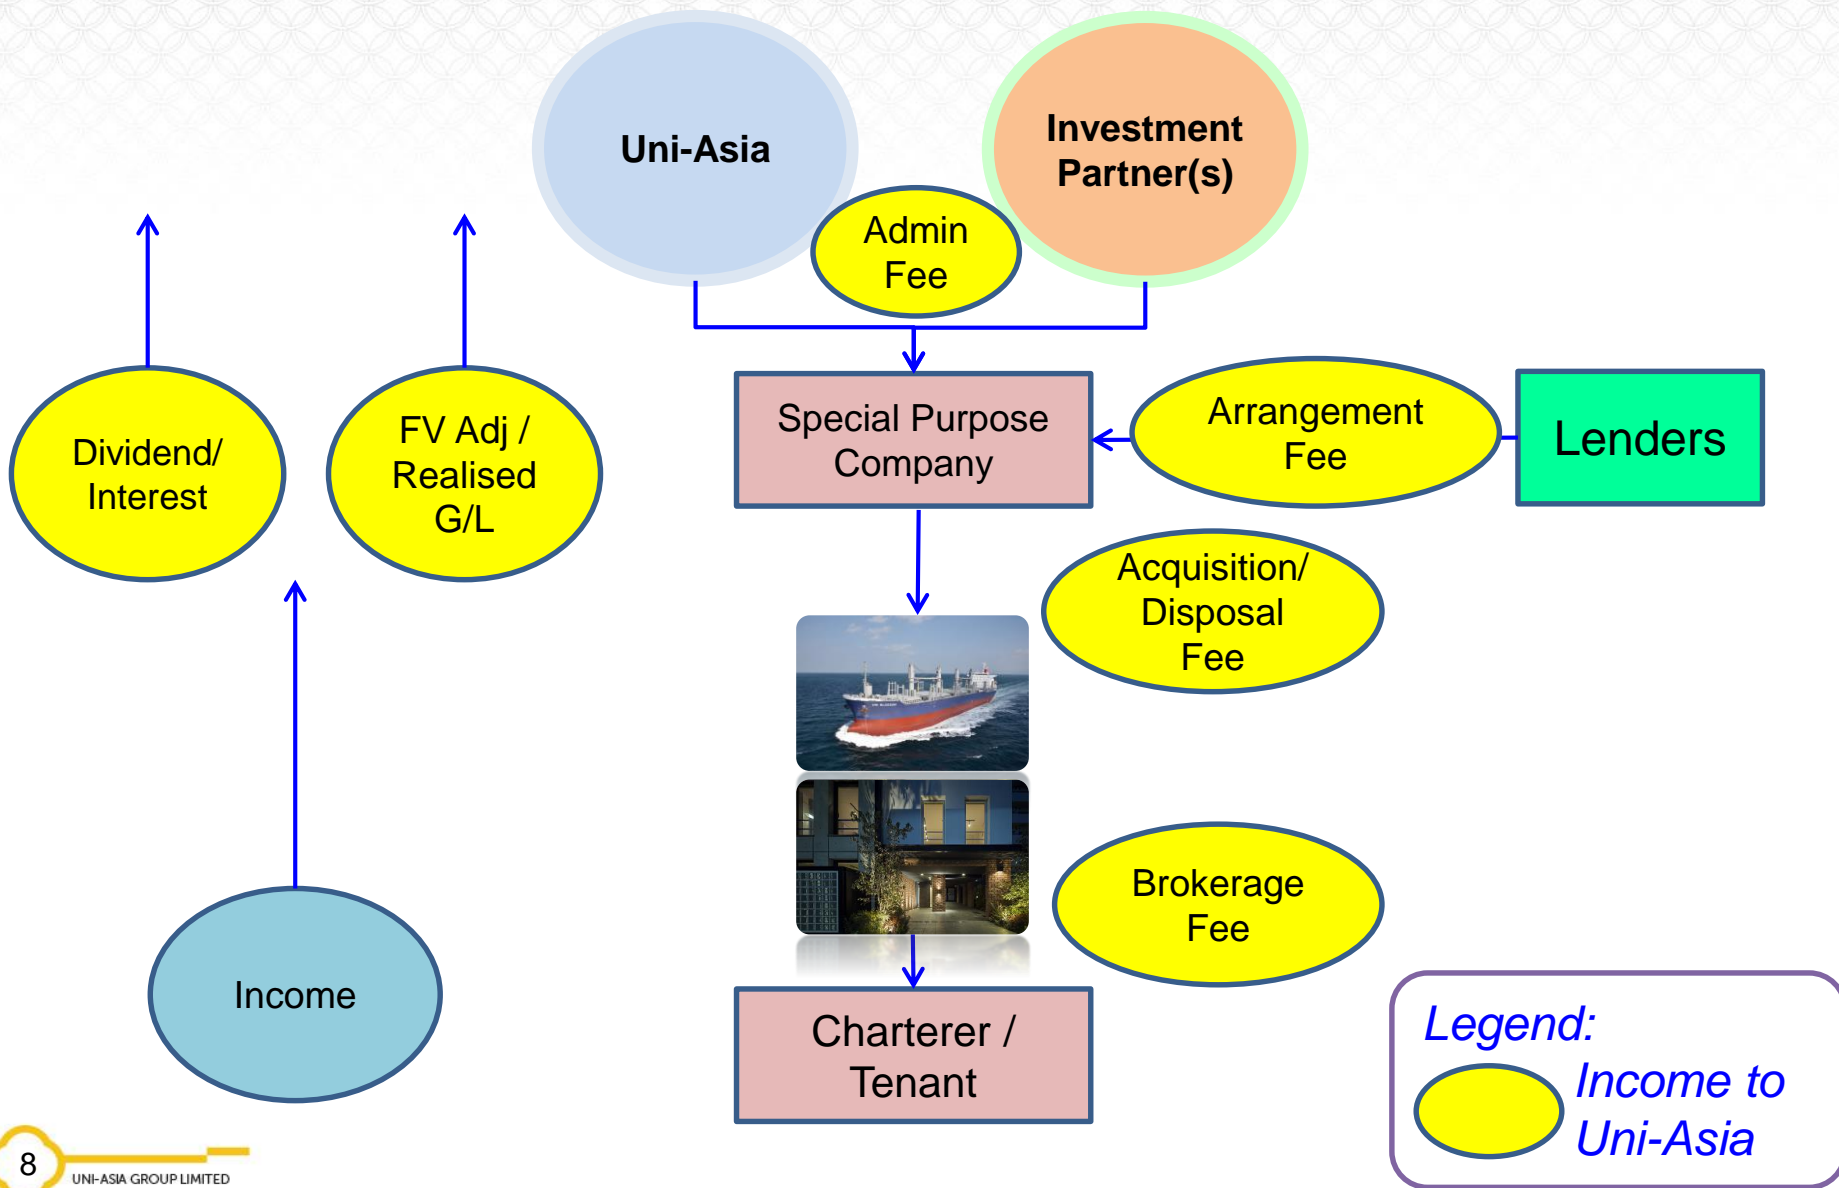 Uni-Asia
Investment
Partner(s)
Admin
Fee
Dividend/
Interest
FV Adj /
Realised
G/L
Special Purpose
Company
Arrangement
Fee
Lenders
Acquisition/
Disposal
Fee
Brokerage
Fee
Income
Charterer /
Tenant
Legend:
Income to
Uni-Asia
8
UNI-ASIA GROUP LIMITED